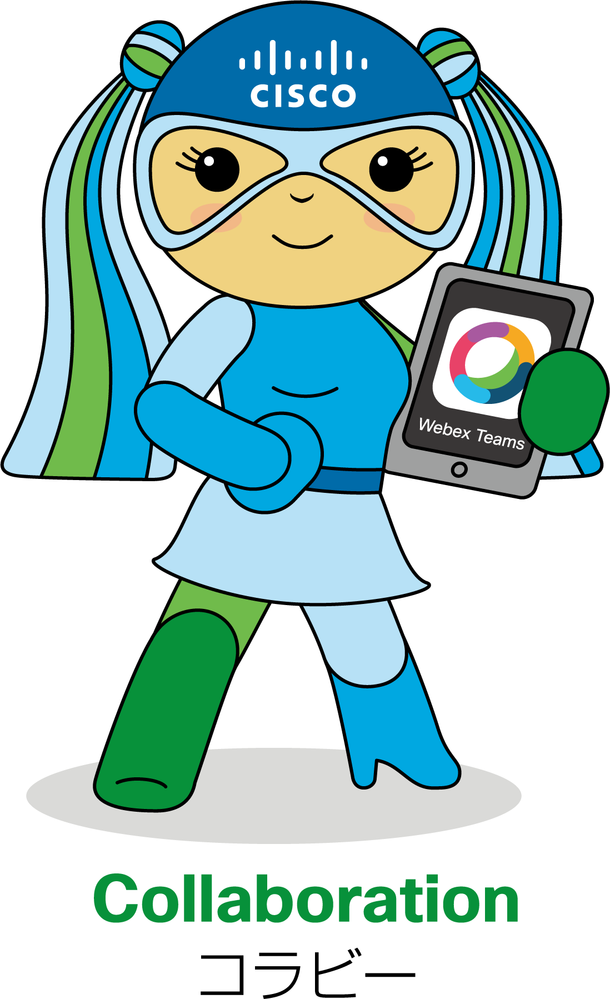 CISCO
Webex Teams
Collaboration
コラビー